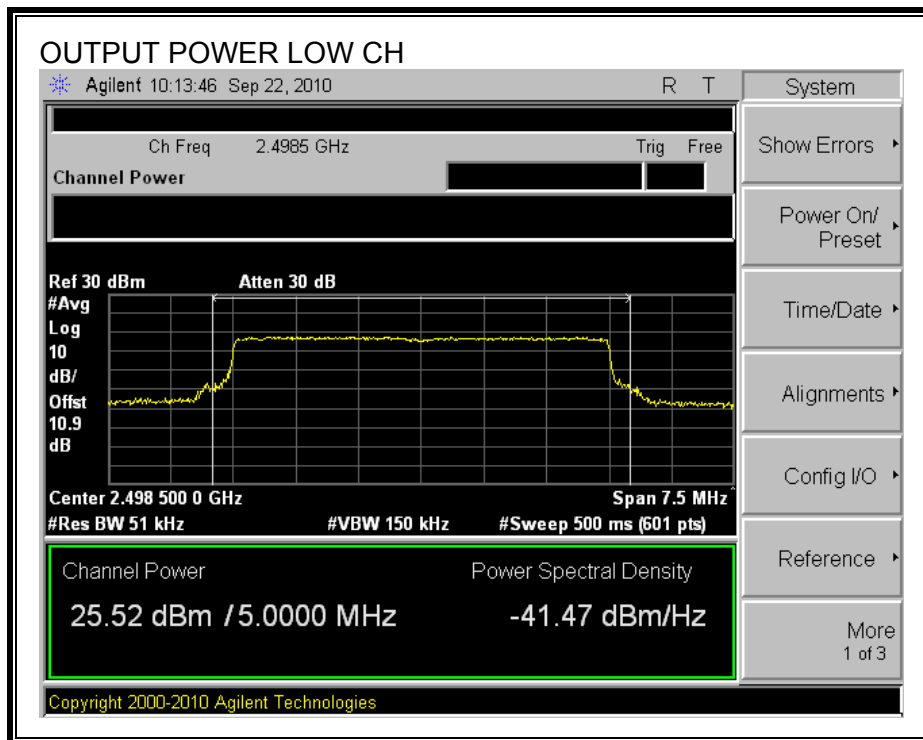 OUTPUT POWER LOW CH
Agilent 10:13:46 Sep 22, 2010 R T
System
Ch Freq 2.4985 GHz Trig Free
Channel Power
Show Errors
Power On/
Preset
Time/Date
Alignments
Config I/O
Reference
More
1 of 3
Ref 30 dBm Atten 30 dB
#Avg
Log
10
dB/
Offst
10.9
dB
Center 2.498 500 0 GHz Span 7.5 MHz
#Res BW 51 kHz #VBW 150 kHz #Sweep 500 ms (601 pts)
Channel Power Power Spectral Density
25.52 dBm / 5.0000 MHz -41.47 dBm/Hz
Copyright 2000-2010 Agilent Technologies